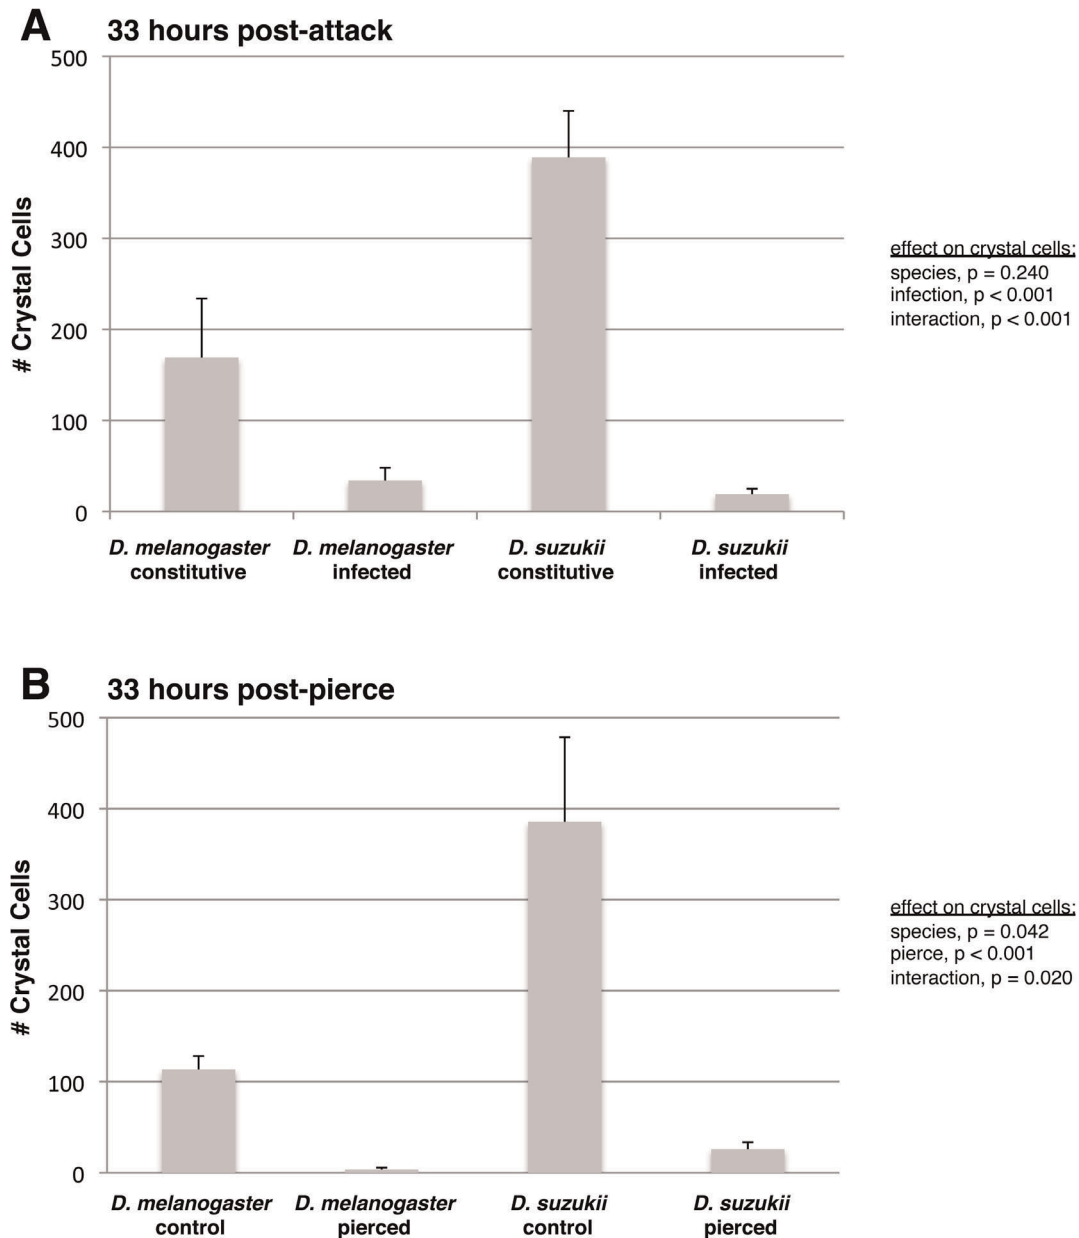 A 33 hours post-attack
500
400
300
200
100
0
# Crystal Cells
D. melanogaster constitutive
D. melanogaster infected
D. suzukii constitutive
D. suzukii infected
effect on crystal cells:
species, p = 0.240
infection, p < 0.001
interaction, p < 0.001
B 33 hours post-pierce
500
400
300
200
100
0
# Crystal Cells
D. melanogaster control
D. melanogaster pierced
D. suzukii control
D. suzukii pierced
effect on crystal cells:
species, p = 0.042
pierce, p < 0.001
interaction, p = 0.020